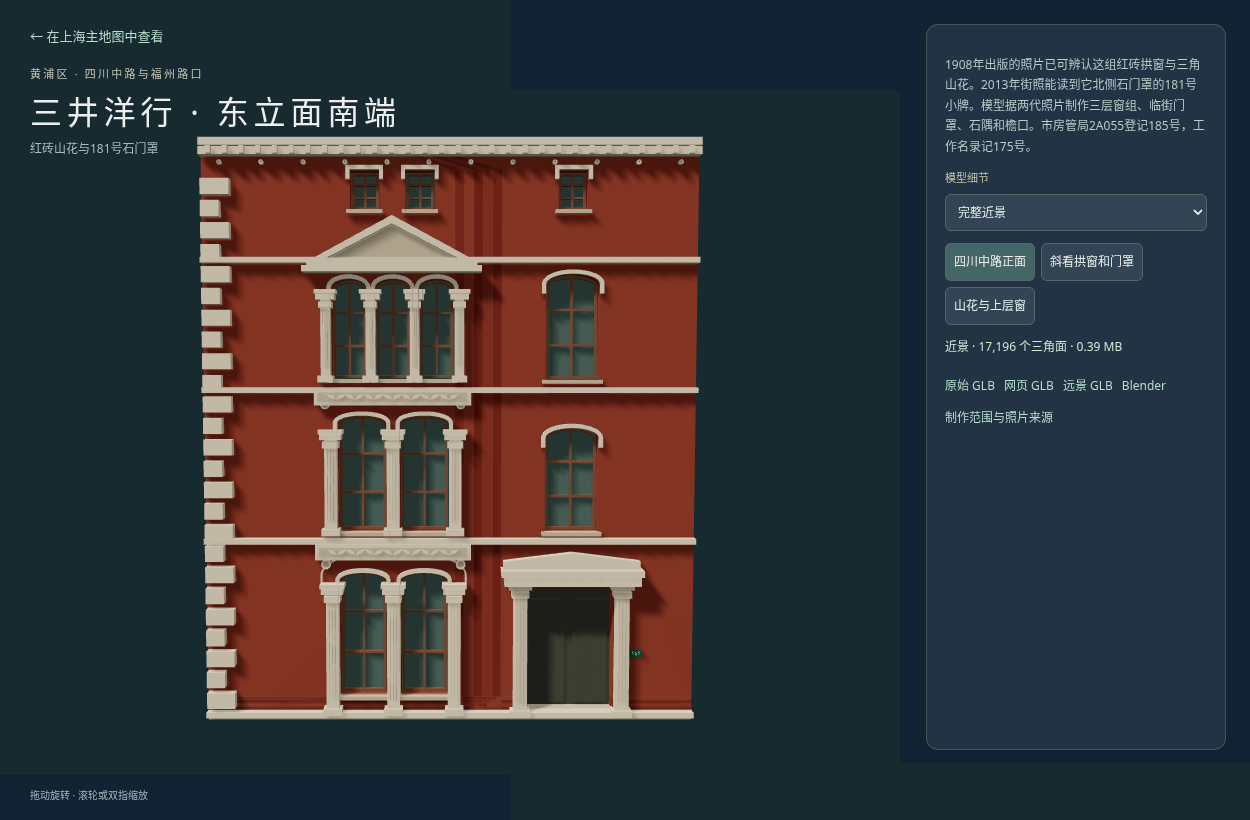 ← 在上海主地图中查看
黄浦区 · 四川中路与福州路口
三井洋行 · 东立面南端
红砖山花与181号石门罩
1908年出版的照片已可辨认这组红砖拱窗与三角
山花。2013年街照能读到它北侧石门罩的181号
小牌。模型据两代照片制作三层窗组、临街门
罩、石隅和檐口。市房管局2A055登记185号，工
作名录记175号。
模型细节
完整近景
四川中路正面
斜看拱窗和门罩
山花与上层窗
近景 · 17,196 个三角面 · 0.39 MB
原始 GLB 网页 GLB 远景 GLB Blender
制作范围与照片来源
181
拖动旋转 · 滚轮或双指缩放